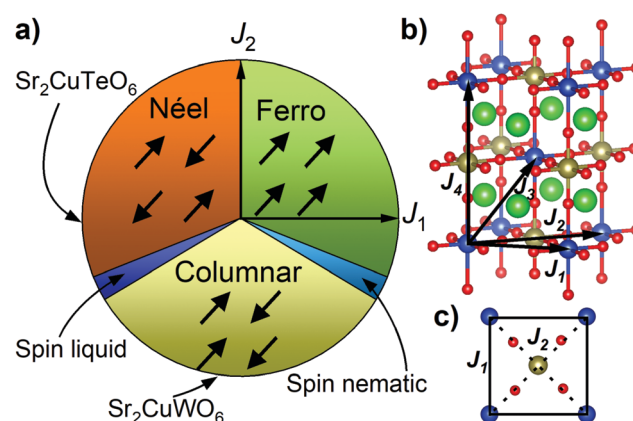 a)
J₂
Sr₂CuTeO₆
Néel
Ferro
J₁
Columnar
Spin liquid
Spin nematic
Sr₂CuWO₆
b)
J₄
J₃
J₂
J₁
c)
J₂
J₁